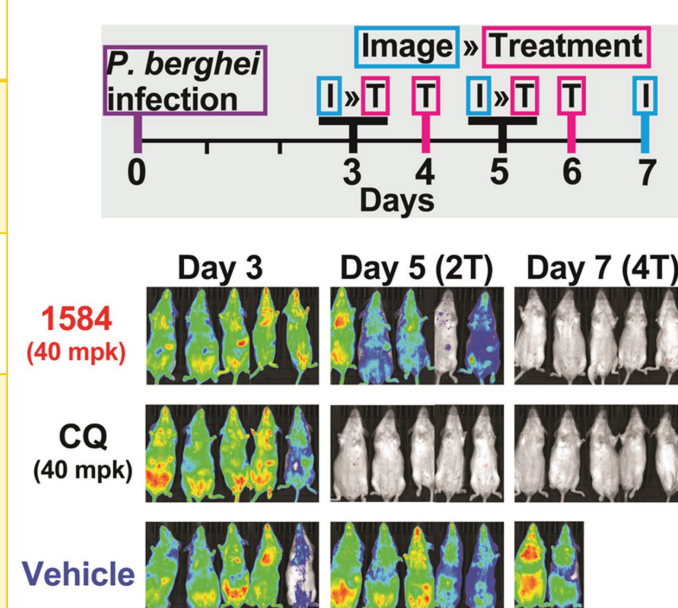 Image » Treatment
P. berghei
infection
I » T T I » T T I
0 3 4 5 6 7
Days
Day 3 Day 5 (2T) Day 7 (4T)
1584
(40 mpk)
CQ
(40 mpk)
Vehicle